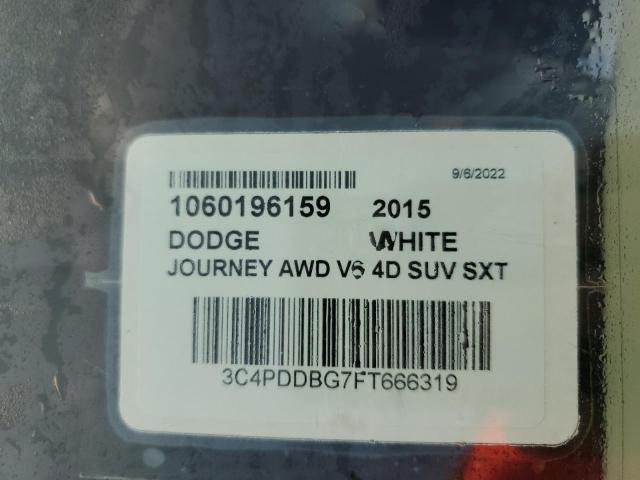 9/6/2022
1060196159 2015
DODGE WHITE
JOURNEY AWD V6 4D SUV SXT
3C4PDDBG7FT666319